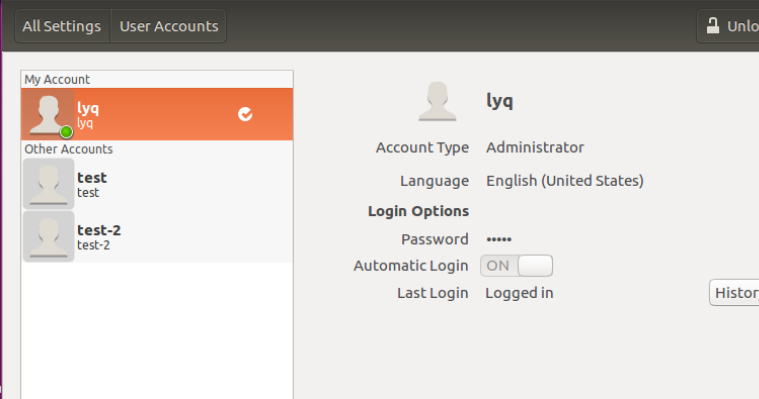 All Settings User Accounts
My Account
lyq
lyq
Other Accounts
test
test
test-2
test-2
Unlo
lyq
Account Type Administrator
Language English (United States)
Login Options
Password •••••
Automatic Login ON
Last Login Logged in
Histor